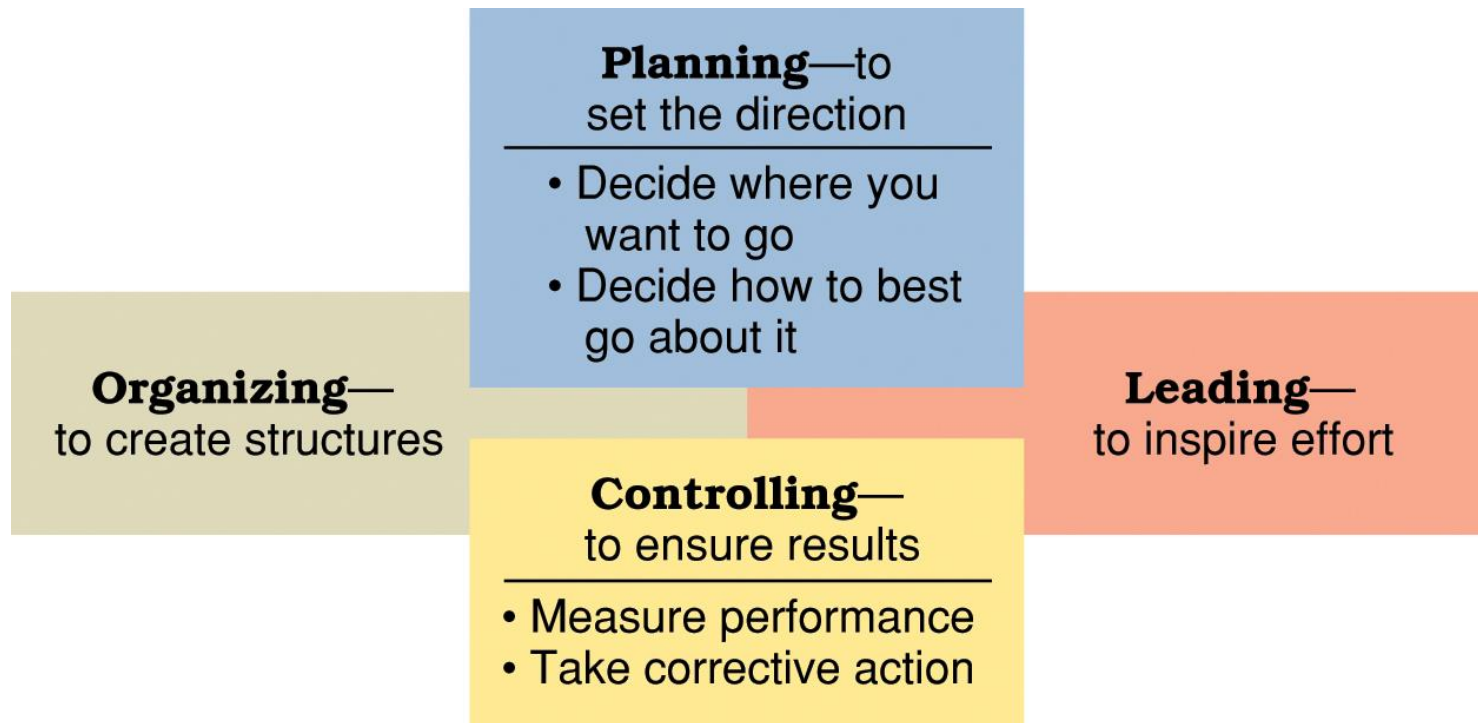 Planning—to
set the direction
• Decide where you
want to go
• Decide how to best
go about it
Organizing—
to create structures
Leading—
to inspire effort
Controlling—
to ensure results
• Measure performance
• Take corrective action